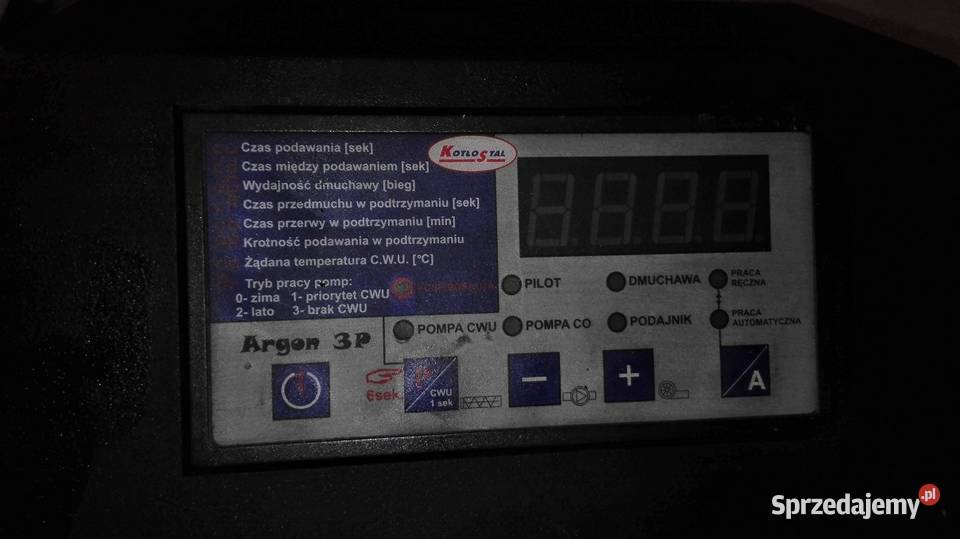 Czas podawania [sek]
Czas między podawaniem [sek]
Wydajność dmuchawy [bieg]
Czas przedmuchu w podtrzymaniu [sek]
Czas przerwy w podtrzymaniu [min]
Krotność podawania w podtrzymaniu
Żądana temperatura C.W.U. [°C]
Tryb pracy pomp:
0- zima 1- priorytet CWU
2- lato 3- brak CWU
KOTŁOSTAL
PILOT
DMUCHAWA
PRACA
RĘCZNA
POMPA CWU
POMPA CO
PODAJNIK
PRACA
AUTOMATYCZNA
Argon 3P
6sek.
P
CWU
1 sek
−
+
A
Sprzedajemy.pl